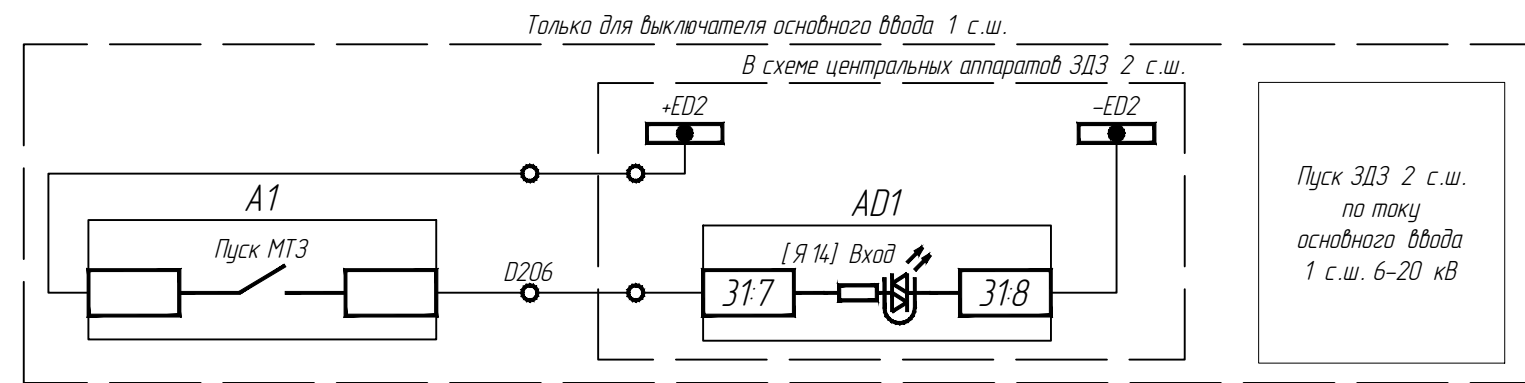 Только для выключателя основного ввода 1 с.ш.
В схеме центральных аппаратов ЗДЗ 2 с.ш.
+ED2
-ED2
A1
Пуск МТЗ
D206
AD1
[Я 14] Вход
31:7
31:8
Пуск ЗДЗ 2 с.ш.
по току
основного ввода
1 с.ш. 6-20 кВ